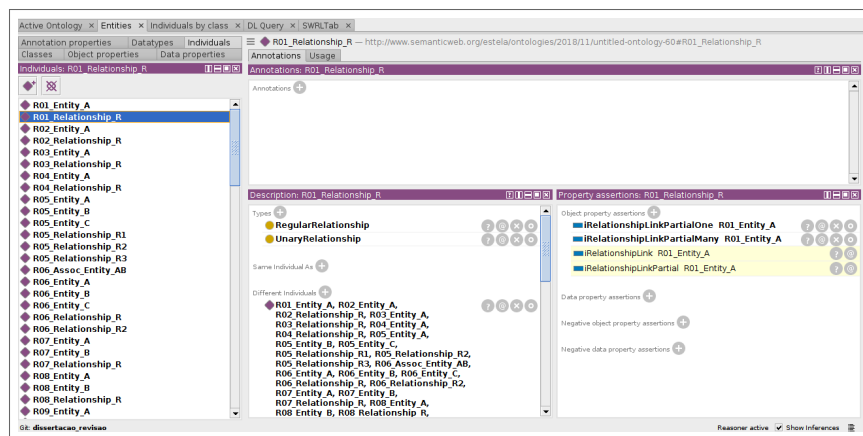 Active Ontology × Entities × Individuals by class × DL Query × SWRLTab ×
Annotation properties Datatypes Individuals
Classes Object properties Data properties
Individuals: R01_Relationship_R
R01_Entity_A
R01_Relationship_R
R02_Entity_A
R02_Relationship_R
R03_Entity_A
R03_Relationship_R
R04_Entity_A
R04_Relationship_R
R05_Entity_A
R05_Entity_B
R05_Entity_C
R05_Relationship_R1
R05_Relationship_R2
R05_Relationship_R3
R06_Assoc_Entity_AB
R06_Entity_A
R06_Entity_B
R06_Entity_C
R06_Relationship_R
R06_Relationship_R2
R07_Entity_A
R07_Entity_B
R07_Relationship_R
R08_Entity_A
R08_Entity_B
R08_Relationship_R
R09_Entity_A
R01_Relationship_R — http://www.semanticweb.org/estela/ontologies/2018/11/untitled-ontology-60#R01_Relationship_R
Annotations Usage
Annotations: R01_Relationship_R
Annotations
Description: R01_Relationship_R
Types
RegularRelationship
UnaryRelationship
Same Individual As
Different Individuals
R01_Entity_A, R02_Entity_A,
R02_Relationship_R, R03_Entity_A,
R03_Relationship_R, R04_Entity_A,
R04_Relationship_R, R05_Entity_A,
R05_Entity_B, R05_Entity_C,
R05_Relationship_R1, R05_Relationship_R2,
R05_Relationship_R3, R06_Assoc_Entity_AB,
R06_Entity_A, R06_Entity_B, R06_Entity_C,
R06_Relationship_R, R06_Relationship_R2,
R07_Entity_A, R07_Entity_B,
R07_Relationship_R, R08_Entity_A,
R08_Entity_B, R08_Relationship_R,
Property assertions: R01_Relationship_R
Object property assertions
iRelationshipLinkPartialOne R01_Entity_A
iRelationshipLinkPartialMany R01_Entity_A
iRelationshipLink R01_Entity_A
iRelationshipLinkPartial R01_Entity_A
Data property assertions
Negative object property assertions
Negative data property assertions
Git: dissertacao_revisao
Reasoner active Show Inferences